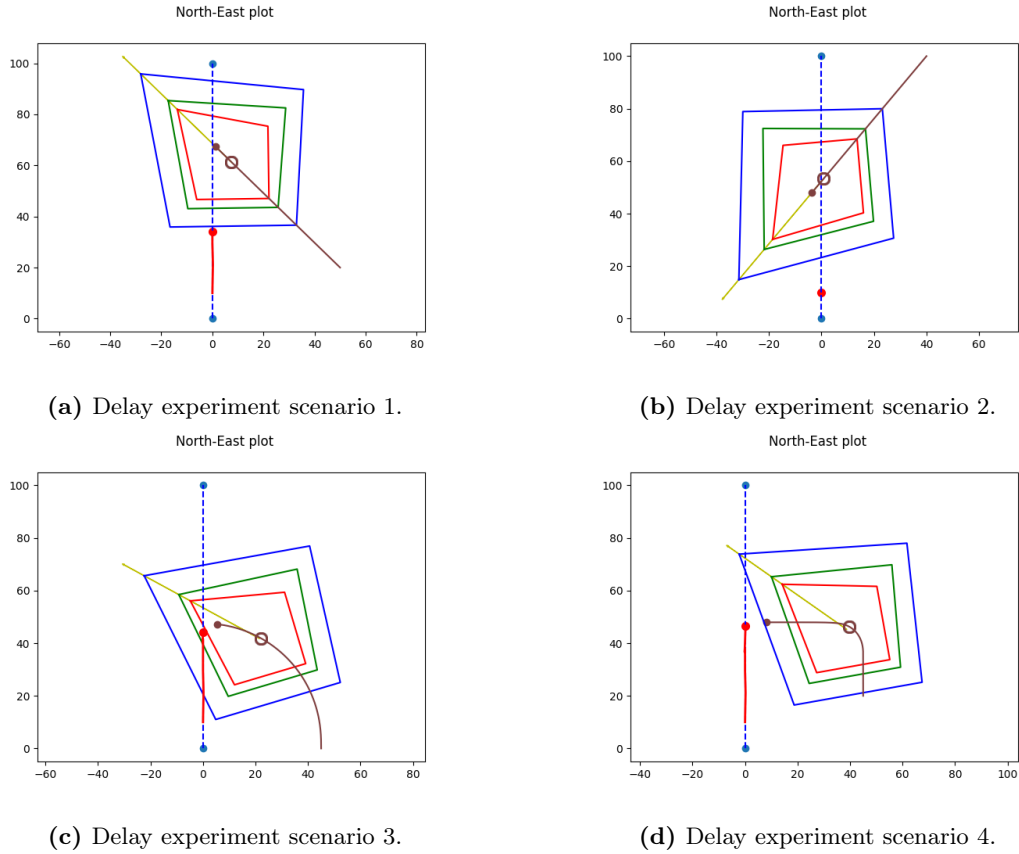 North-East plot
North-East plot
100
80
60
40
20
0
−60 −40 −20 0 20 40 60 80
100
80
60
40
20
0
−60 −40 −20 0 20 40 60
(a) Delay experiment scenario 1.
(b) Delay experiment scenario 2.
North-East plot
North-East plot
100
80
60
40
20
0
−60 −40 −20 0 20 40 60 80
100
80
60
40
20
0
−40 −20 0 20 40 60 80 100
(c) Delay experiment scenario 3.
(d) Delay experiment scenario 4.